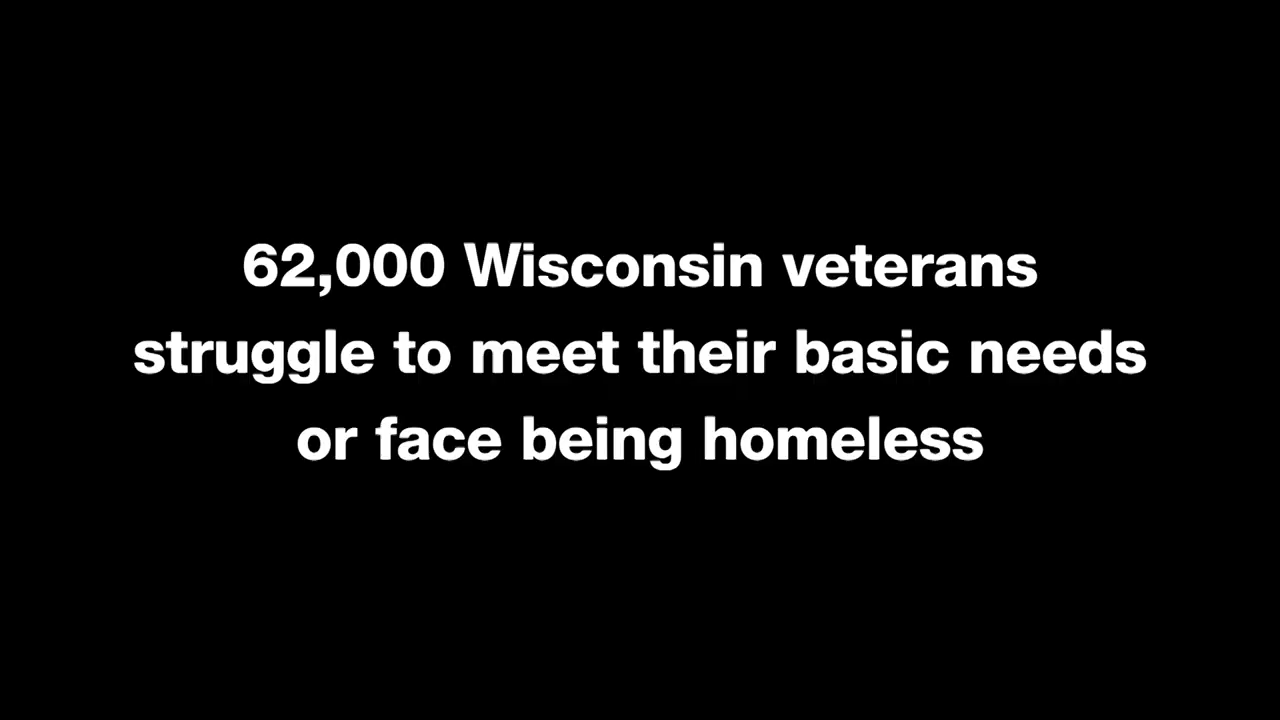 62,000 Wisconsin veterans
struggle to meet their basic needs
or face being homeless